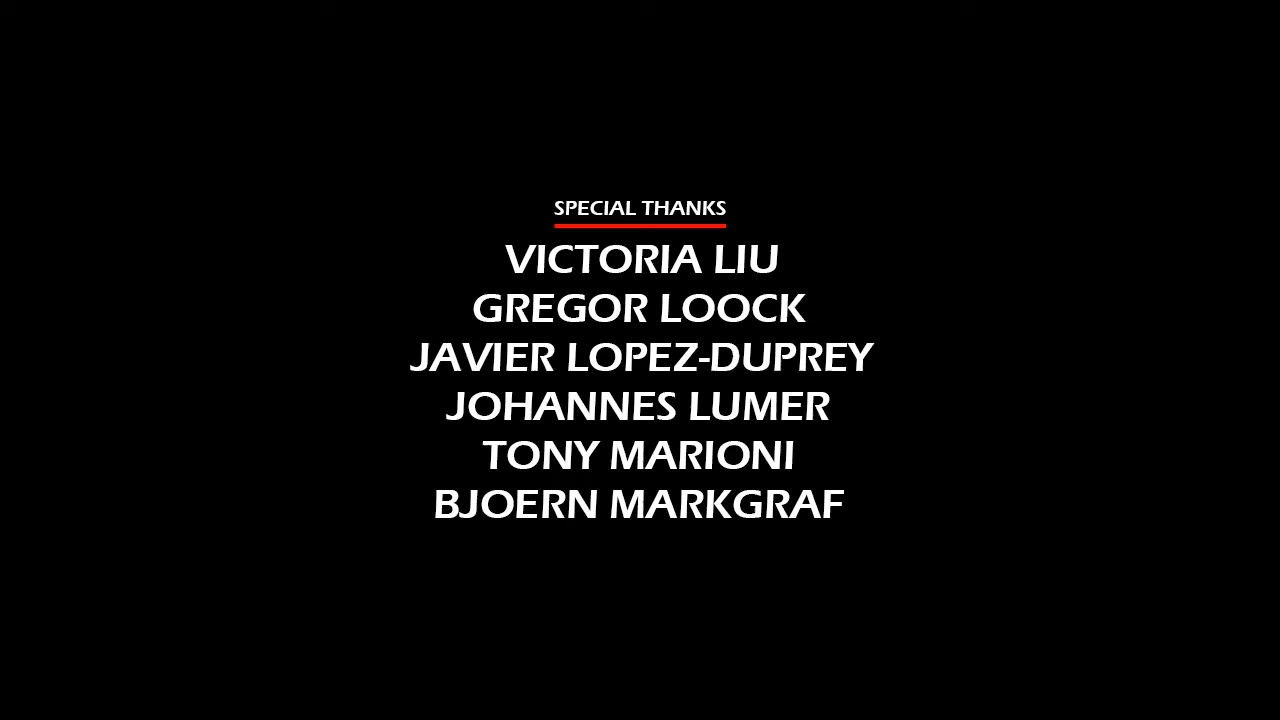 SPECIAL THANKS
VICTORIA LIU
GREGOR LOOCK
JAVIER LOPEZ-DUPREY
JOHANNES LUMER
TONY MARIONI
BJOERN MARKGRAF